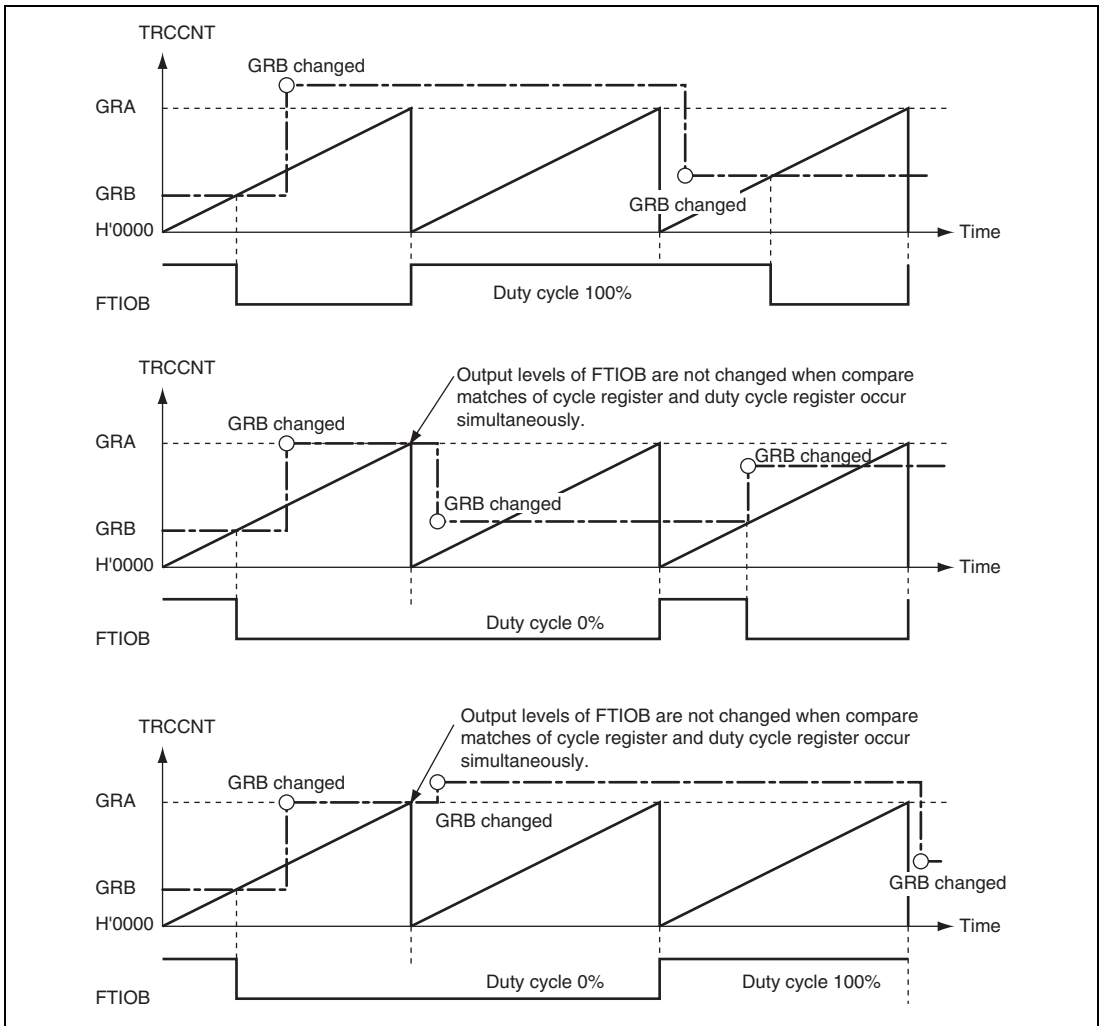 TRCCNT
GRB changed
GRA
GRB
GRB changed
H'0000
Time
FTIOB
Duty cycle 100%
TRCCNT
Output levels of FTIOB are not changed when compare
matches of cycle register and duty cycle register occur
simultaneously.
GRB changed
GRA
GRB changed
GRB changed
GRB
H'0000
Time
FTIOB
Duty cycle 0%
TRCCNT
Output levels of FTIOB are not changed when compare
matches of cycle register and duty cycle register occur
simultaneously.
GRB changed
GRA
GRB changed
GRB
GRB changed
H'0000
Time
FTIOB
Duty cycle 0%
Duty cycle 100%